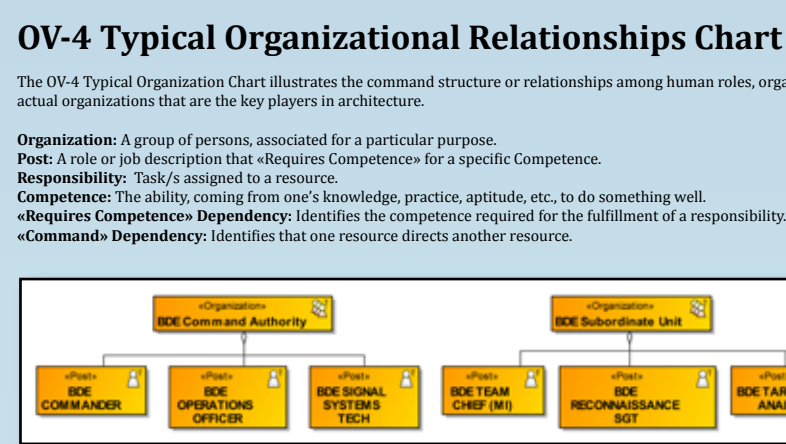 OV-4 Typical Organizational Relationships Chart
The OV-4 Typical Organization Chart illustrates the command structure or relationships among human roles,
actual organizations that are the key players in architecture.
Organization: A group of persons, associated for a particular purpose.
Post: A role or job description that «Requires Competence» for a specific Competence.
Responsibility: Task/s assigned to a resource.
Competence: The ability, coming from one's knowledge, practice, aptitude, etc., to do something well.
«Requires Competence» Dependency: Identifies the competence required for the fulfillment of a responsibility.
«Command» Dependency: Identifies that one resource directs another resource.
«Organization»
BDE Command Authority
«Organization»
BDE Subordinate Unit
«Post»
BDE
COMMANDER
«Post»
BDE
OPERATIONS
OFFICER
«Post»
BDE SIGNAL
SYSTEMS
TECH
«Post»
BDE TEAM
CHIEF (MI)
«Post»
BDE
RECONNAISSANCE
SGT
«Post
BDE